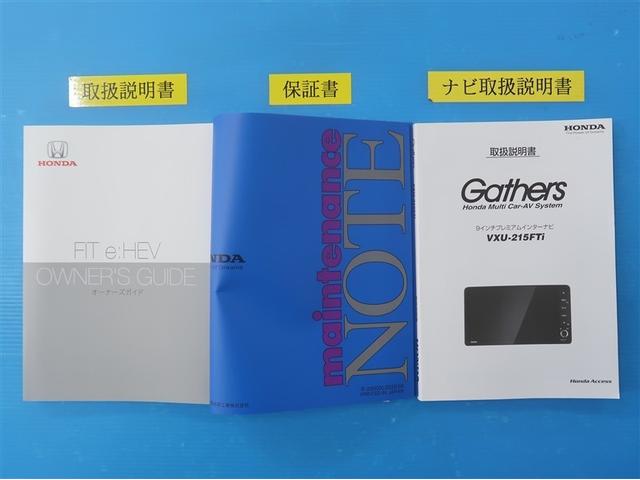 取扱説明書
保証書
ナビ取扱説明書
HONDA
FIT e:HEV
OWNER'S GUIDE
オーナーズガイド
NDA
maintenance
NOTE
HONDA
取扱説明書
Gathers
Honda Multi Car-AV System
9インチプレミアムインターナビ
VXU-215FTi
Honda Access